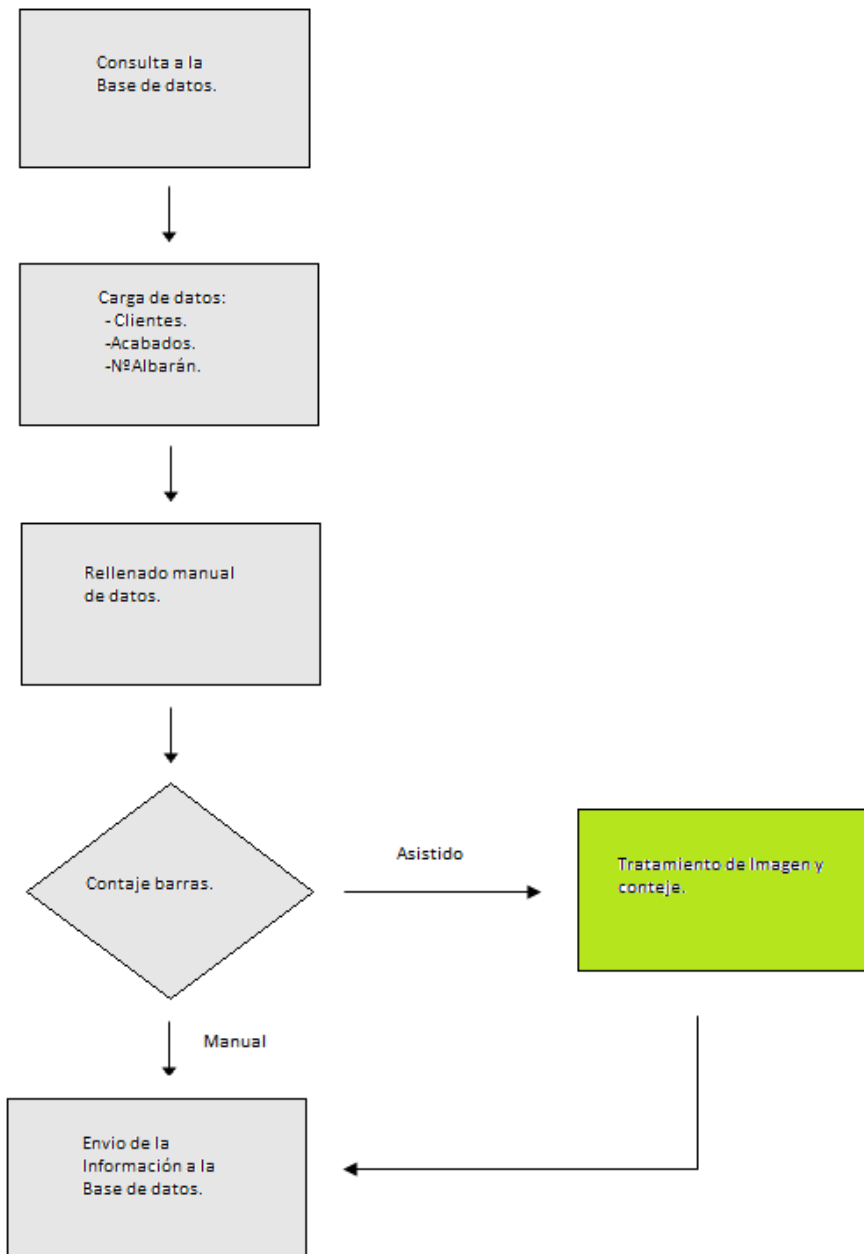 Consulta a la
Base de datos.
Carga de datos:
- Clientes.
-Acabados.
-NºAlbarán.
Rellenado manual
de datos.
Contaje barras.
Asistido
Tratamiento de Imagen y
conteje.
Manual
Envio de la
Información a la
Base de datos.